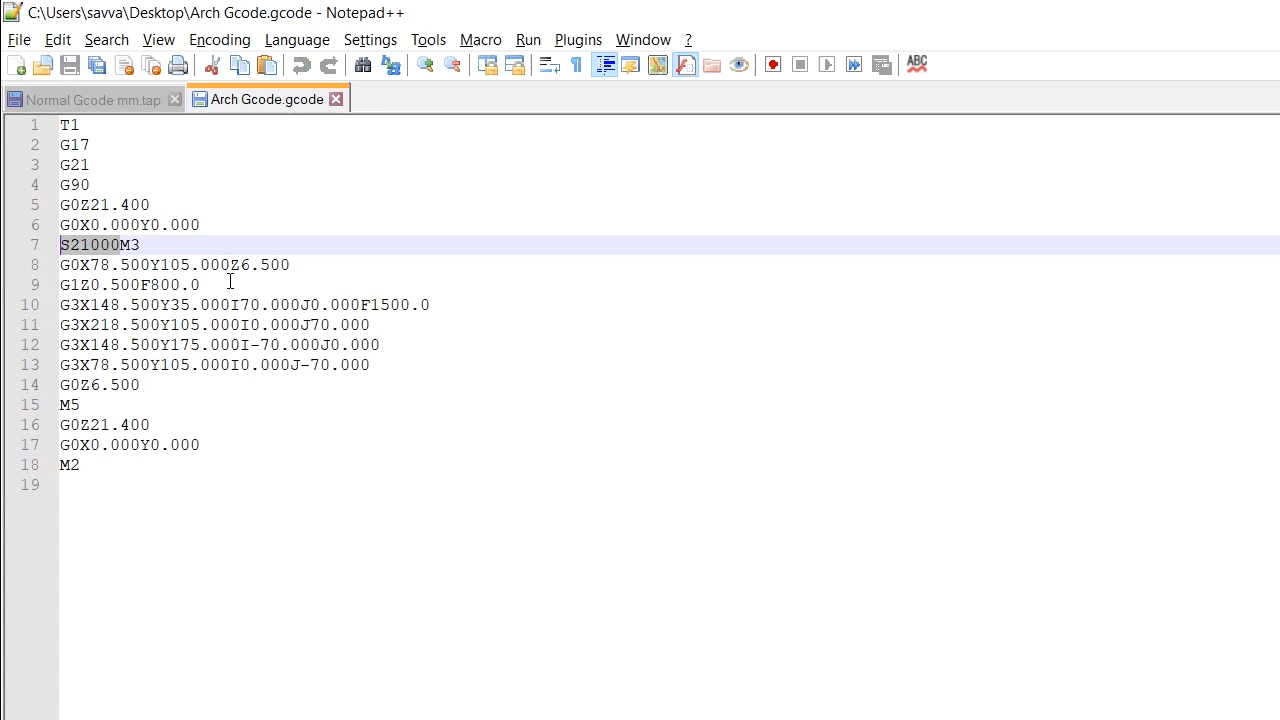 C:\Users\savva\Desktop\Arch Gcode.gcode - Notepad++
File Edit Search View Encoding Language Settings Tools Macro Run Plugins Window ?
ABC
Normal Gcode mm.tap Arch Gcode.gcode
1 T1
2 G17
3 G21
4 G90
5 G0Z21.400
6 G0X0.000Y0.000
7 S21000M3
8 G0X78.500Y105.000Z6.500
9 G1Z0.500F800.0
10 G3X148.500Y35.000I70.000J0.000F1500.0
11 G3X218.500Y105.000I0.000J70.000
12 G3X148.500Y175.000I-70.000J0.000
13 G3X78.500Y105.000I0.000J-70.000
14 G0Z6.500
15 M5
16 G0Z21.400
17 G0X0.000Y0.000
18 M2
19